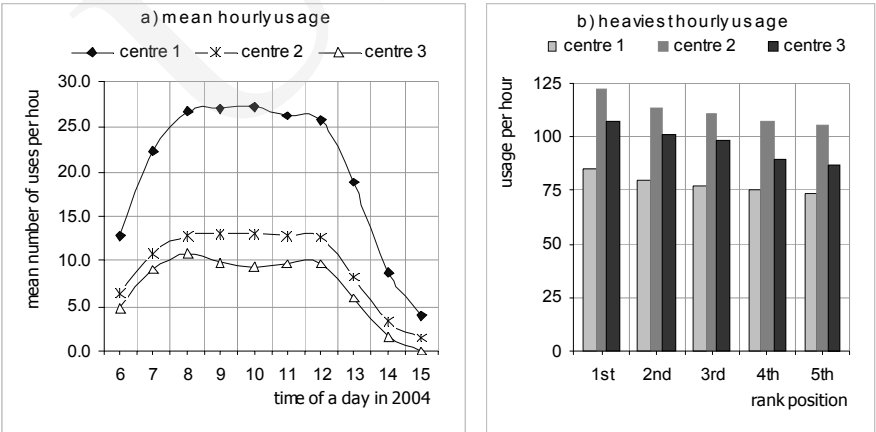 a) mean hourly usage
centre 1 centre 2 centre 3
30.0
25.0
20.0
15.0
10.0
5.0
0.0
mean number of uses per hou
6 7 8 9 10 11 12 13 14 15
time of a day in 2004
b) heaviest hourly usage
centre 1 centre 2 centre 3
125
100
75
50
25
0
usage per hour
1st 2nd 3rd 4th 5th
rank position